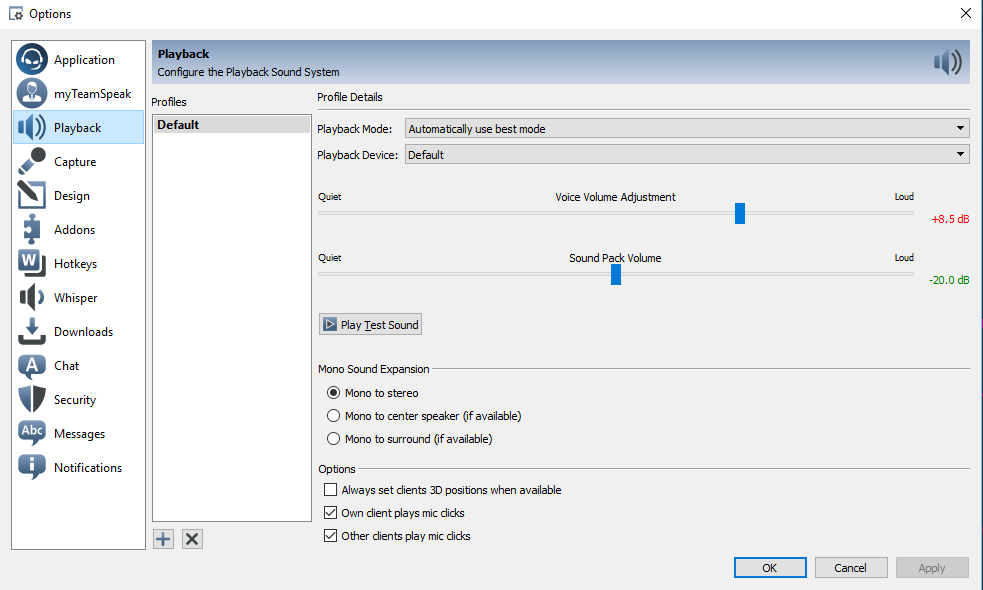 Options
Application
myTeamSpeak
Playback
Capture
Design
Addons
Hotkeys
Whisper
Downloads
Chat
Security
Messages
Notifications
W
A
Abc
i
Playback
Configure the Playback Sound System
Profiles
Default
Profile Details
Playback Mode: Automatically use best mode
Playback Device: Default
Quiet Voice Volume Adjustment Loud
+8.5 dB
Quiet Sound Pack Volume Loud
-20.0 dB
Play Test Sound
Mono Sound Expansion
Mono to stereo
Mono to center speaker (if available)
Mono to surround (if available)
Options
Always set clients 3D positions when available
Own client plays mic clicks
Other clients play mic clicks
OK Cancel Apply